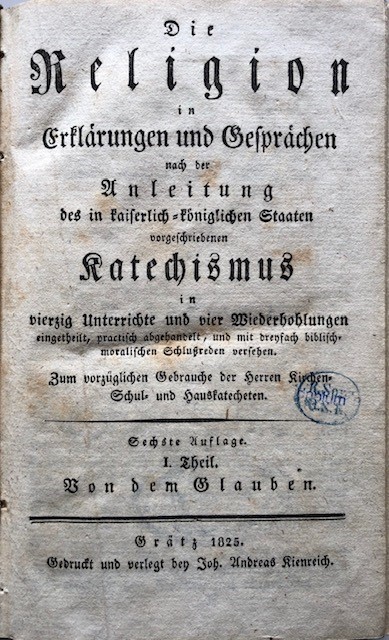 Die
Religion
in
Erklärungen und Gesprächen
nach der
Anleitung
des in kaiserlich-königlichen Staaten
vorgeschriebenen
Katechismus
in
vierzig Unterrichte und vier Wiederhohlungen
eingetheilt, practisch abgehandelt, und mit dreyfach biblisch-
moralischen Schlußreden versehen.
Zum vorzüglichen Gebrauche der Herren Kirchen-
Schul- und Hauskatecheten.
Sechste Auflage.
I. Theil.
Von dem Glauben.
Grätz 1825.
Gedruckt und verlegt bey Joh. Andreas Kienreich.